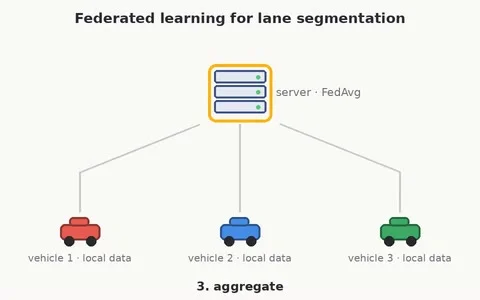 Federated learning for lane segmentation
server · FedAvg
vehicle 1 · local data
vehicle 2 · local data
vehicle 3 · local data
3. aggregate